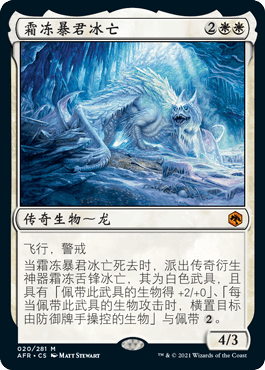 霜冻暴君冰亡 2
传奇生物～龙
飞行，警戒
当霜冻暴君冰亡死去时，派出传奇衍生
神器霜冻舌锋冰亡，其为白色武具，且
具有「佩带此武具的生物得 +2/+0」、「每
当佩带此武具的生物攻击时，横置目标
由防御牌手操控的生物」与佩带 2。
4/3
020/281 M
AFR • CS MATT STEWART
™ & © 2021 Wizards of the Coast